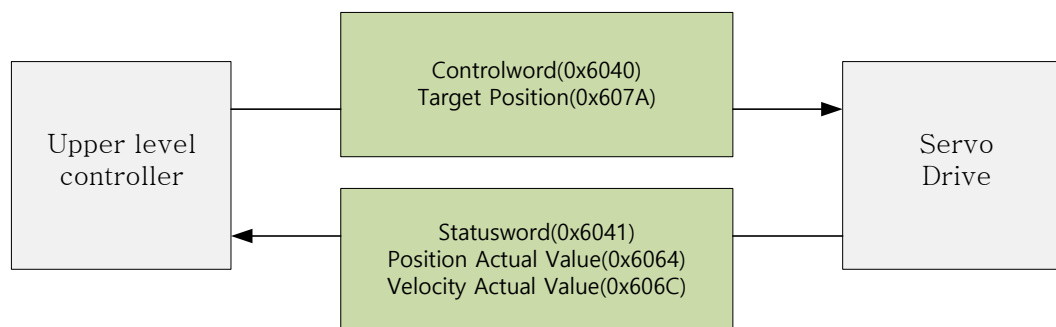 Upper level
controller
Controlword(0x6040)
Target Position(0x607A)
Statusword(0x6041)
Position Actual Value(0x6064)
Velocity Actual Value(0x606C)
Servo
Drive